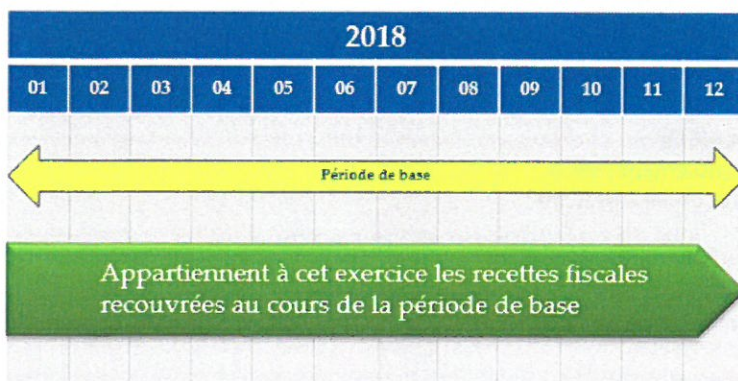 2018
01 02 03 04 05 06 07 08 09 10 11 12
Période de base
Appartiennent à cet exercice les recettes fiscales
recouvrées au cours de la période de base